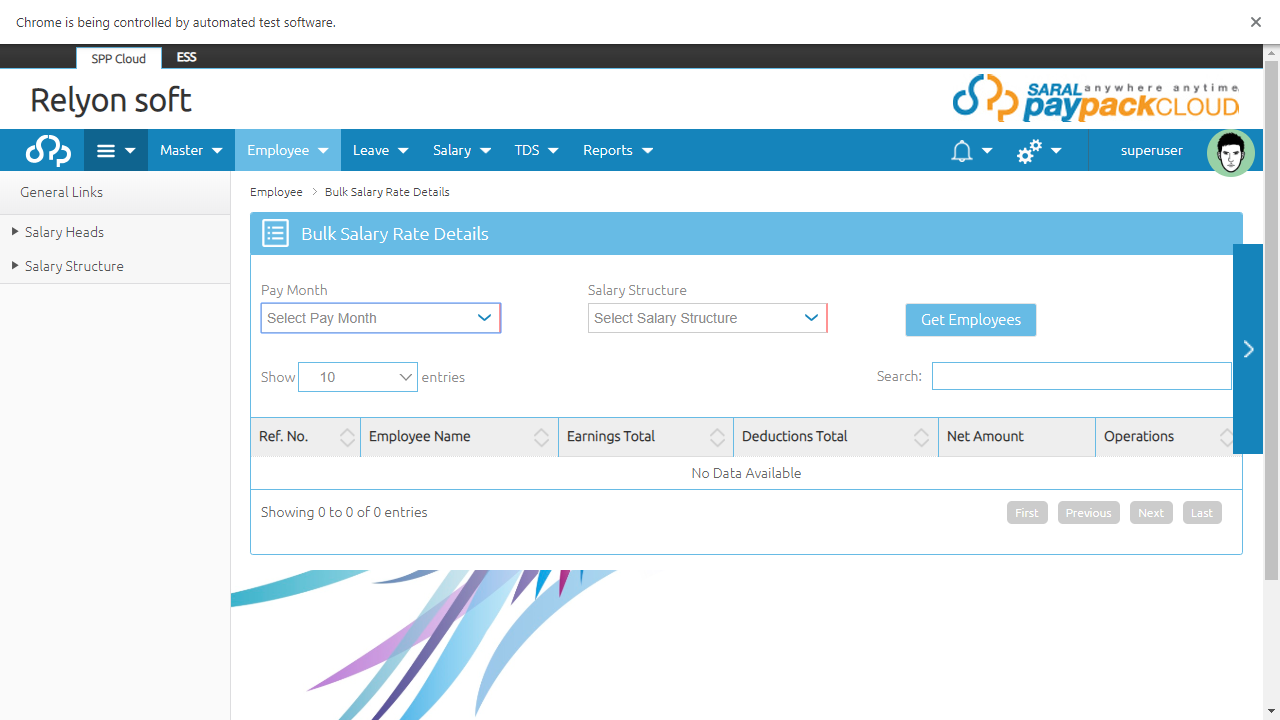 Chrome is being controlled by automated test software.
SPP Cloud ESS
Relyon soft
SARAL anywhere anytime
paypackCLOUD
Master Employee Leave Salary TDS Reports superuser
General Links
Employee Bulk Salary Rate Details
Salary Heads
Salary Structure
Bulk Salary Rate Details
Pay Month Salary Structure
Select Pay Month Select Salary Structure Get Employees
Show 10 entries Search:
Ref. No. Employee Name Earnings Total Deductions Total Net Amount Operations
No Data Available
Showing 0 to 0 of 0 entries First Previous Next Last